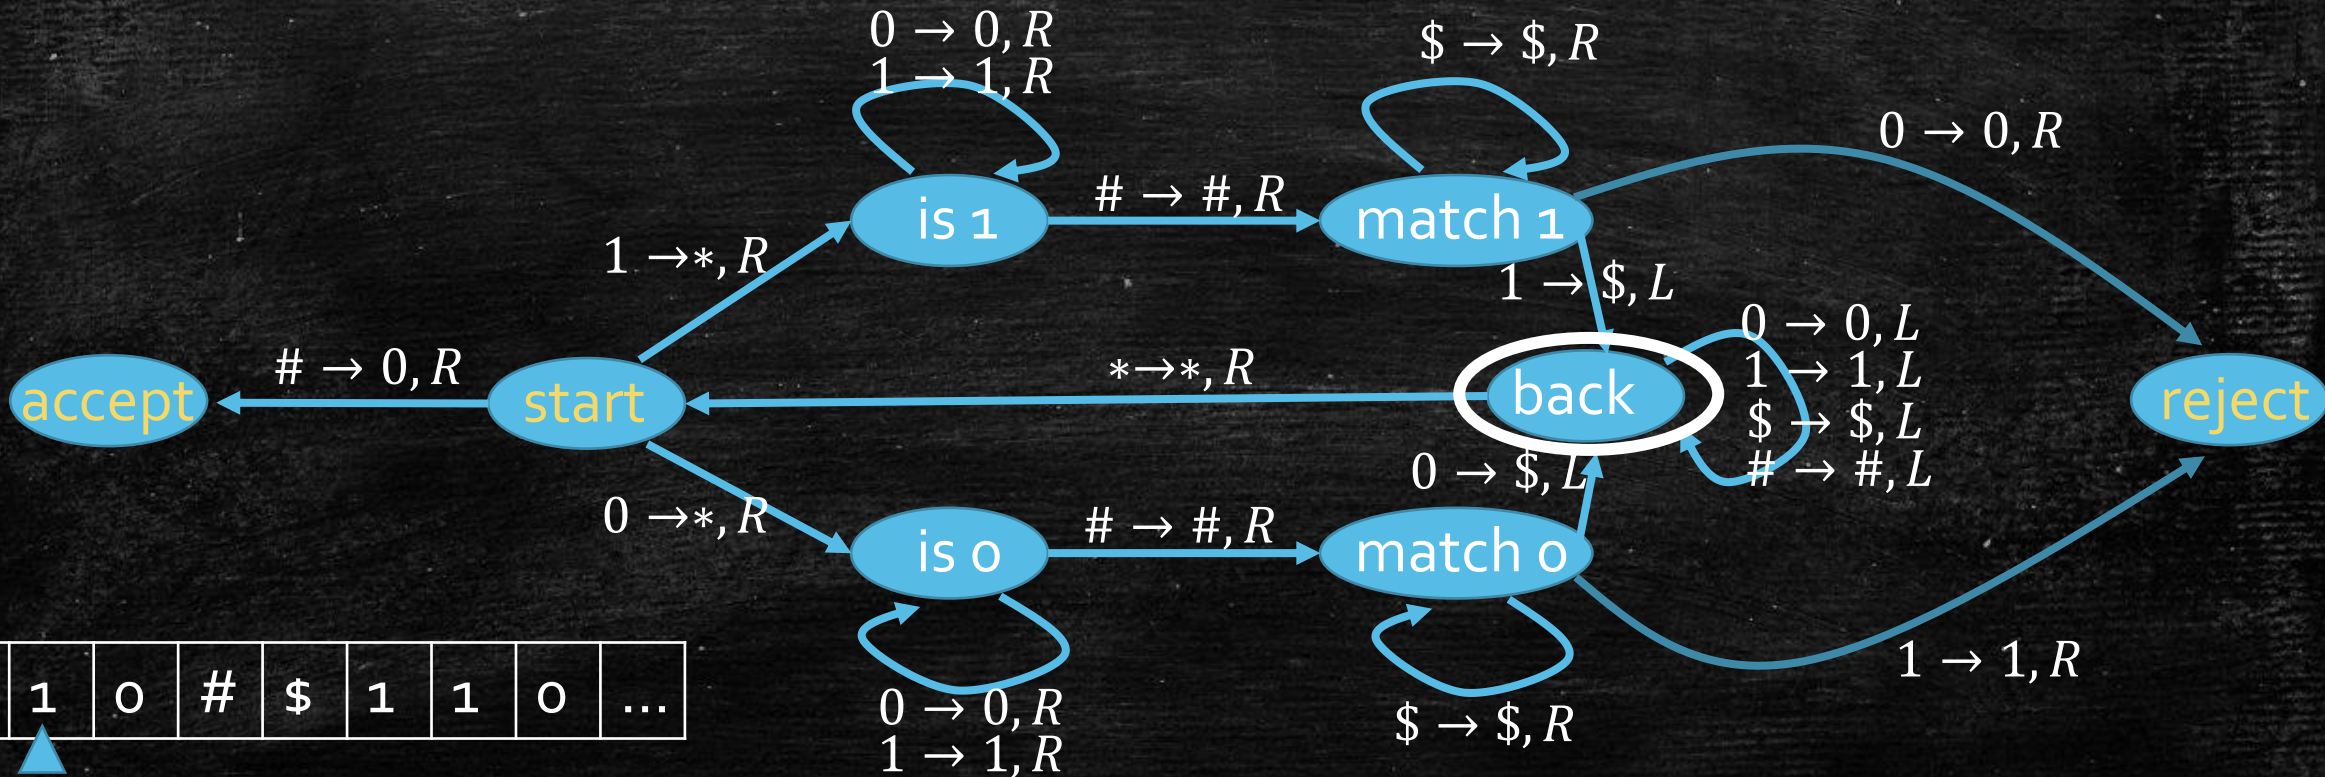 0 → 0, R
1 → 1, R
$ → $, R
0 → 0, R
is 1
# → #, R
match 1
1 →*, R
1 → $, L
accept
# → 0, R
start
*→*, R
back
0 → 0, L
1 → 1, L
$ → $, L
# → #, L
reject
0 → $, L
0 →*, R
is 0
# → #, R
match 0
1 → 1, R
0 → 0, R
1 → 1, R
$ → $, R
1 0 # $ 1 1 0 ...